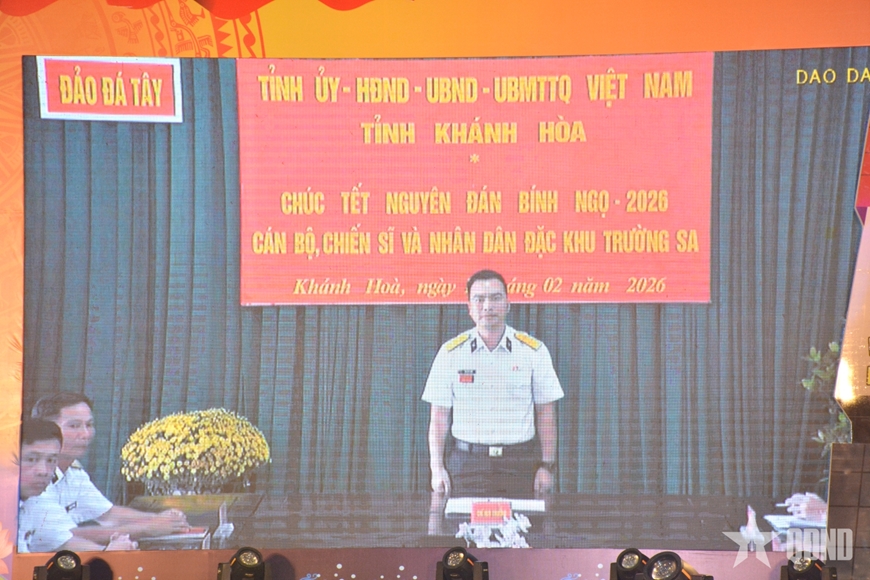 ĐẢO ĐÁ TÂY
TỈNH ỦY - HĐND - UBND - UBMTTQ VIỆT NAM
TỈNH KHÁNH HÒA
*
CHÚC TẾT NGUYÊN ĐÁN BÍNH NGỌ - 2026
CÁN BỘ, CHIẾN SĨ VÀ NHÂN DÂN ĐẶC KHU TRƯỜNG SA
Khánh Hoà, ngày háng 02 năm 2026
DAO DA
QĐND